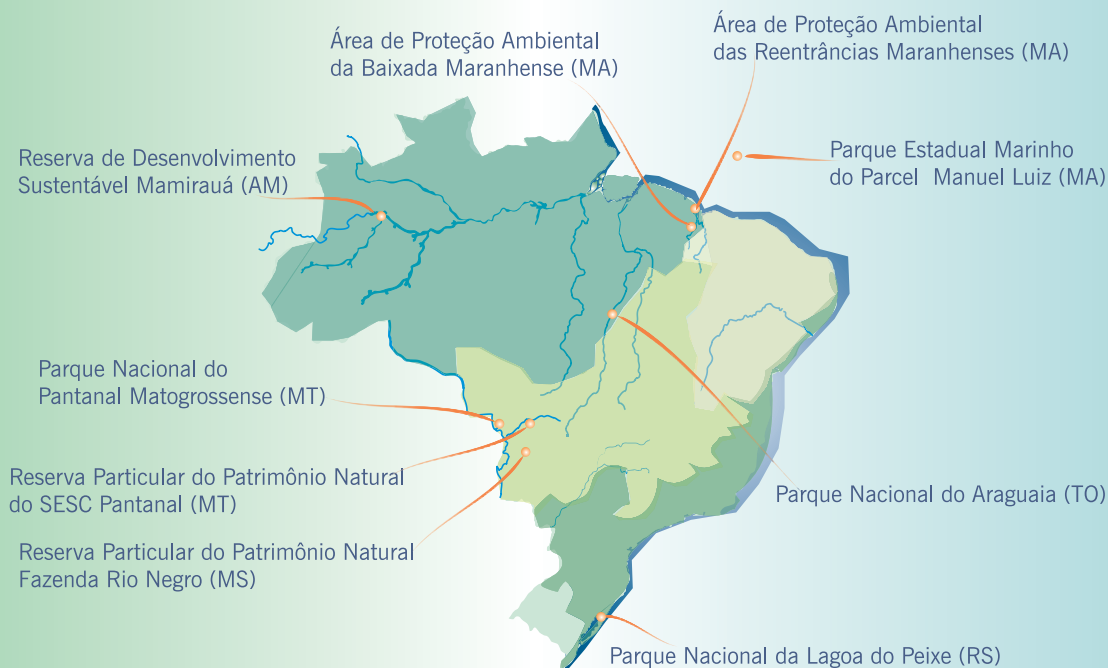 Área de Proteção Ambiental
da Baixada Maranhense (MA)
Área de Proteção Ambiental
das Reentrâncias Maranhenses (MA)
Reserva de Desenvolvimento
Sustentável Mamirauá (AM)
Parque Estadual Marinho
do Parcel Manuel Luiz (MA)
Parque Nacional do
Pantanal Matogrossense (MT)
Reserva Particular do Patrimônio Natural
do SESC Pantanal (MT)
Parque Nacional do Araguaia (TO)
Reserva Particular do Patrimônio Natural
Fazenda Rio Negro (MS)
Parque Nacional da Lagoa do Peixe (RS)